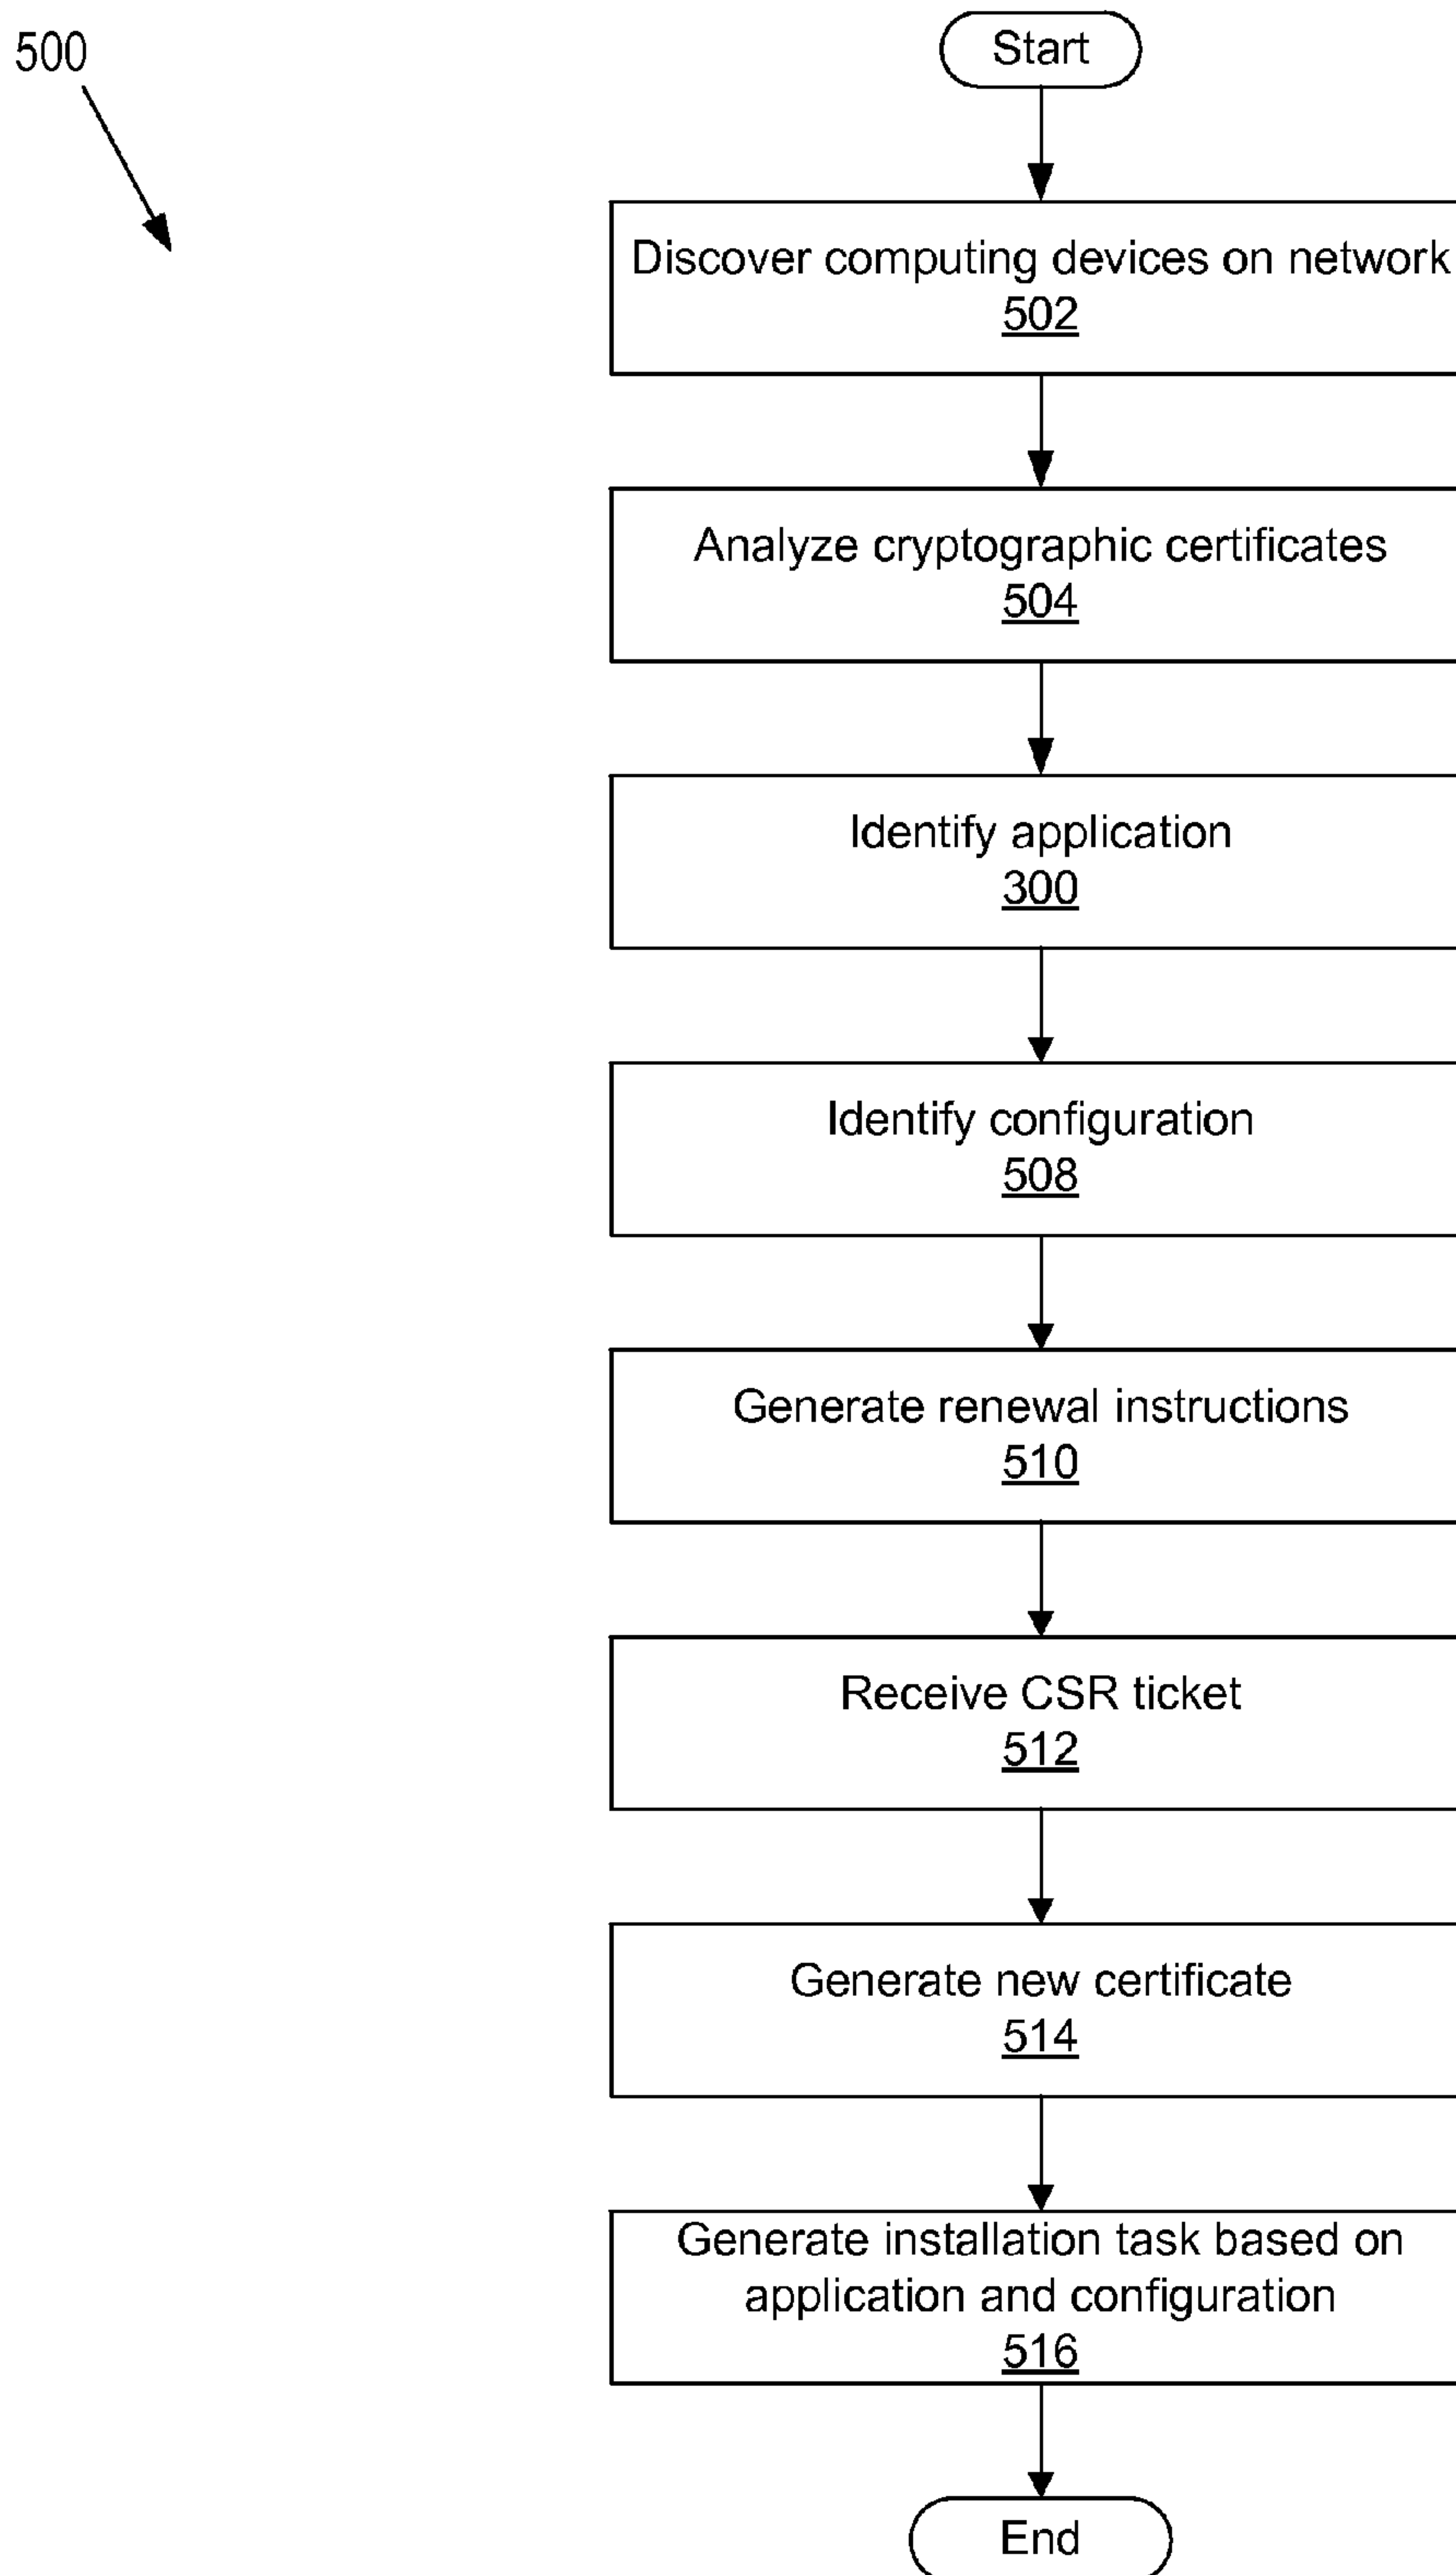 500
Start
Discover computing devices on network
502
Analyze cryptographic certificates
504
Identify application
300
Identify configuration
508
Generate renewal instructions
510
Receive CSR ticket
512
Generate new certificate
514
Generate installation task based on
application and configuration
516
End